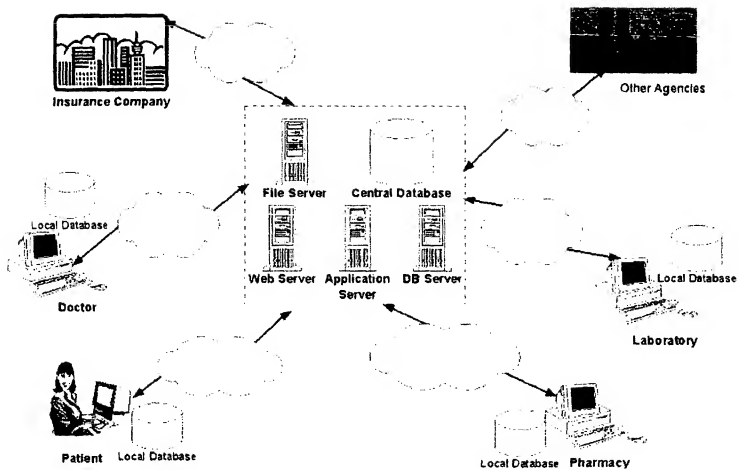 Insurance Company
Other Agencies
File Server
Central Database
Local Database
Doctor
Web Server
Application
Server
DB Server
Local Database
Laboratory
Patient
Local Database
Local Database
Pharmacy